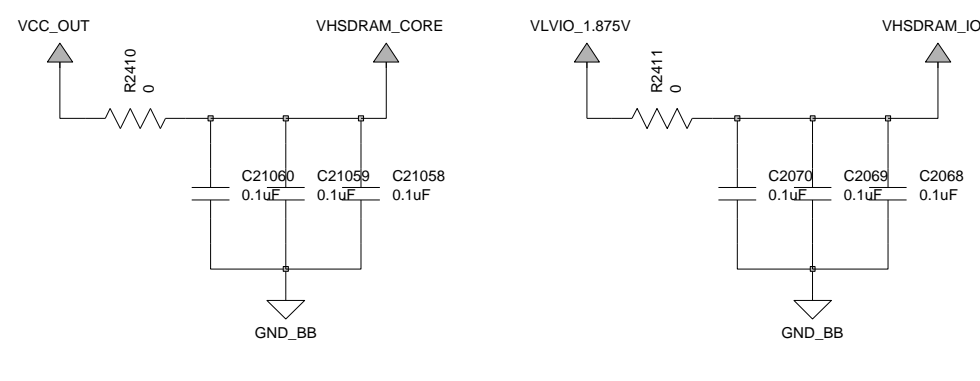 VCC_OUT
VHSDRAM_CORE
R2410
0
C21060
0.1uF
C21059
0.1uF
C21058
0.1uF
GND_BB
VLVIO_1.875V
VHSDRAM_IO
R2411
0
C2070
0.1uF
C2069
0.1uF
C2068
0.1uF
GND_BB